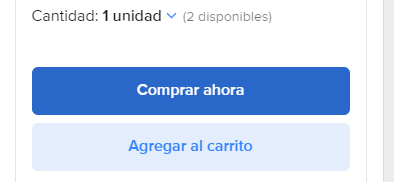 Cantidad: 1 unidad (2 disponibles)
Comprar ahora
Agregar al carrito